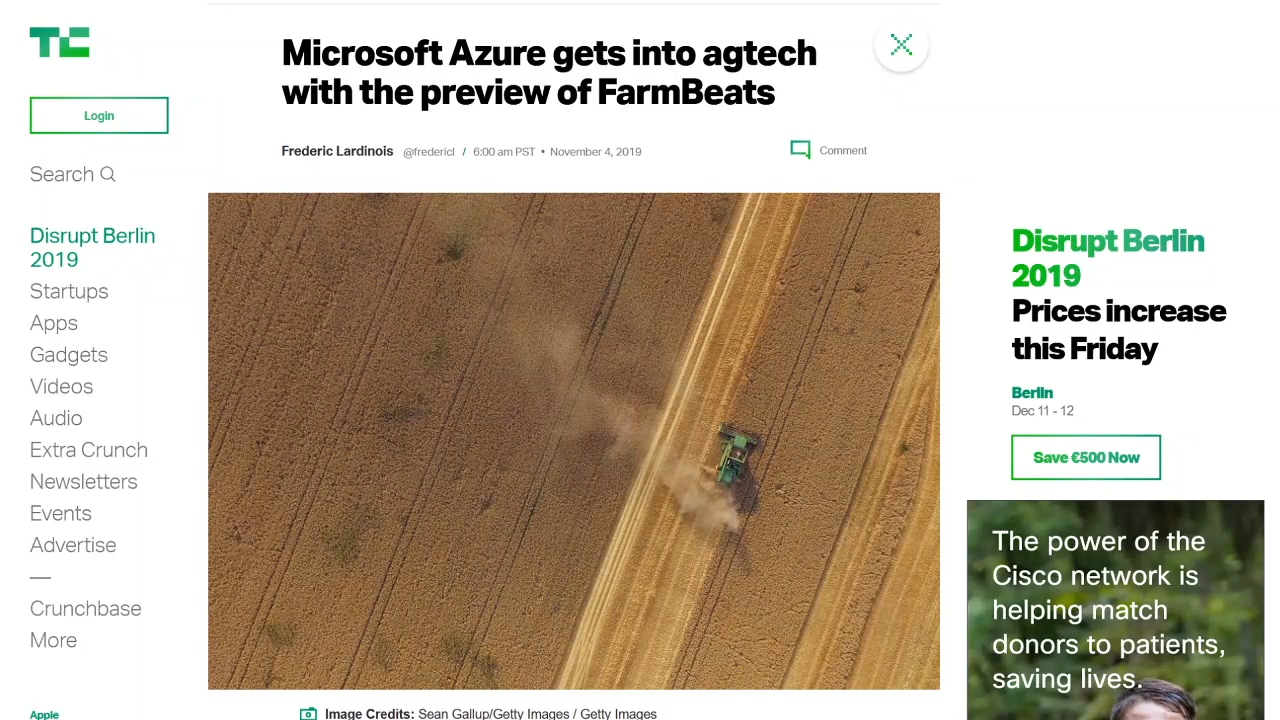 TC
Login
Search
Disrupt Berlin
2019
Startups
Apps
Gadgets
Videos
Audio
Extra Crunch
Newsletters
Events
Advertise
—
Crunchbase
More
Apple
Microsoft Azure gets into agtech
with the preview of FarmBeats
Frederic Lardinois @fredericl / 6:00 am PST • November 4, 2019
Comment
Image Credits: Sean Gallup/Getty Images / Getty Images
Disrupt Berlin
2019
Prices increase
this Friday
Berlin
Dec 11 - 12
Save €500 Now
The power of the
Cisco network is
helping match
donors to patients,
saving lives.